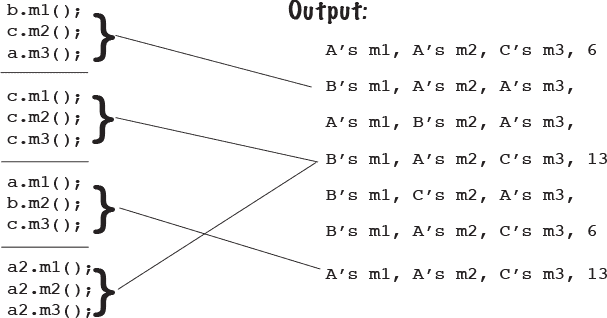 b.m1();
c.m2();
a.m3();
c.m1();
c.m2();
c.m3();
a.m1();
b.m2();
c.m3();
a2.m1();
a2.m2();
a2.m3();
Output:
A's m1, A's m2, C's m3, 6
B's m1, A's m2, A's m3,
A's m1, B's m2, A's m3,
B's m1, A's m2, C's m3, 13
B's m1, C's m2, A's m3,
B's m1, A's m2, C's m3, 6
A's m1, A's m2, C's m3, 13